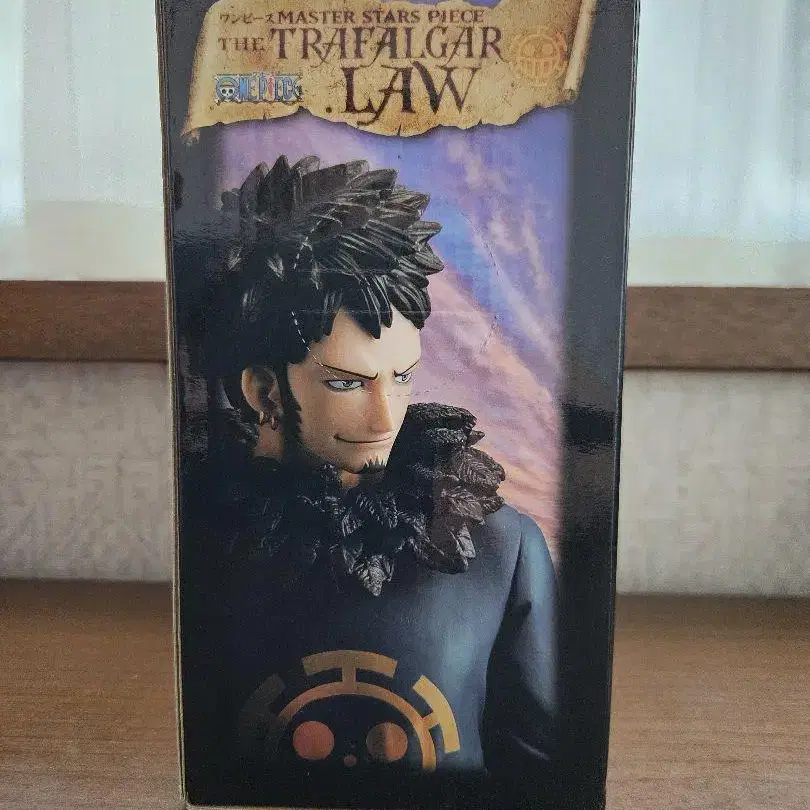 ワンピースMASTER STARS PIECE
THE TRAFALGAR
ONE PIECE
.LAW